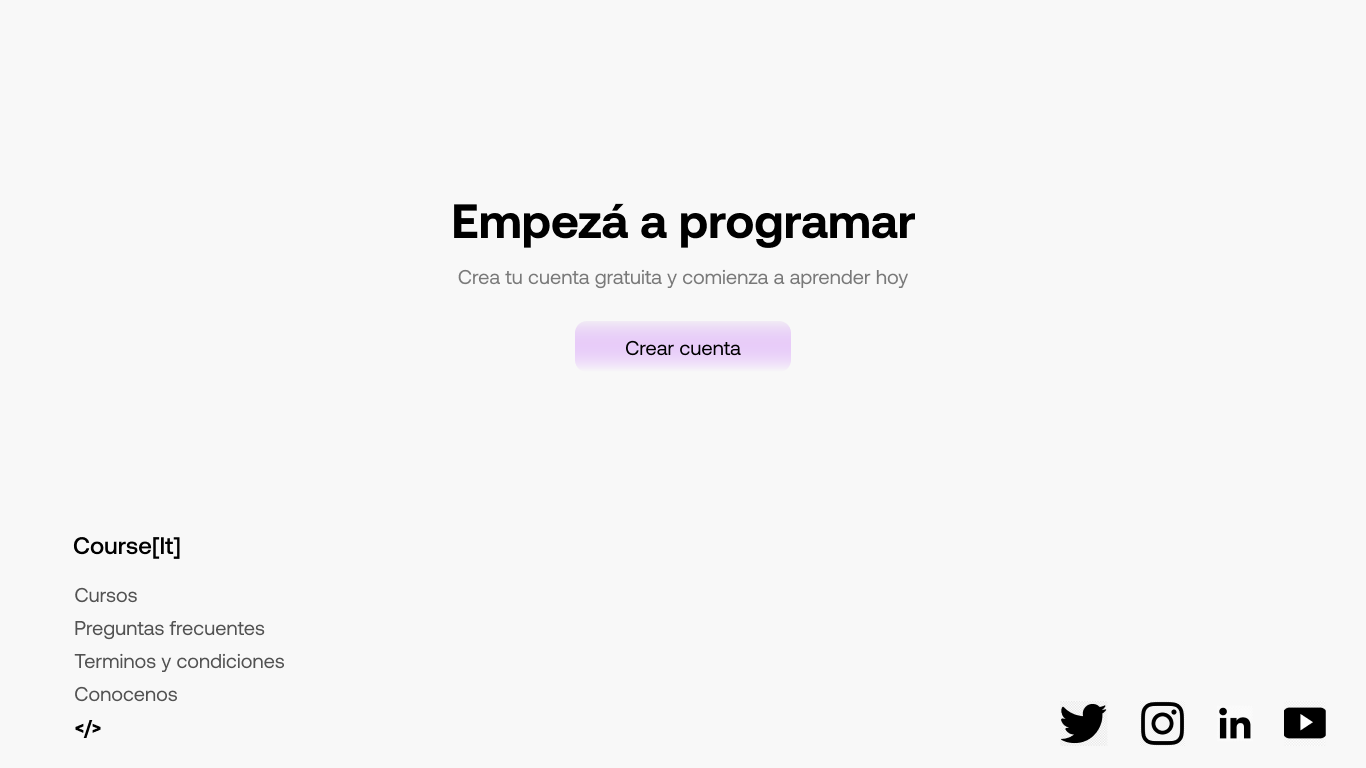 Empezá a programar
Crea tu cuenta gratuita y comienza a aprender hoy
Crear cuenta
Course[It]
Cursos
Preguntas frecuentes
Terminos y condiciones
Conocenos
</>
in